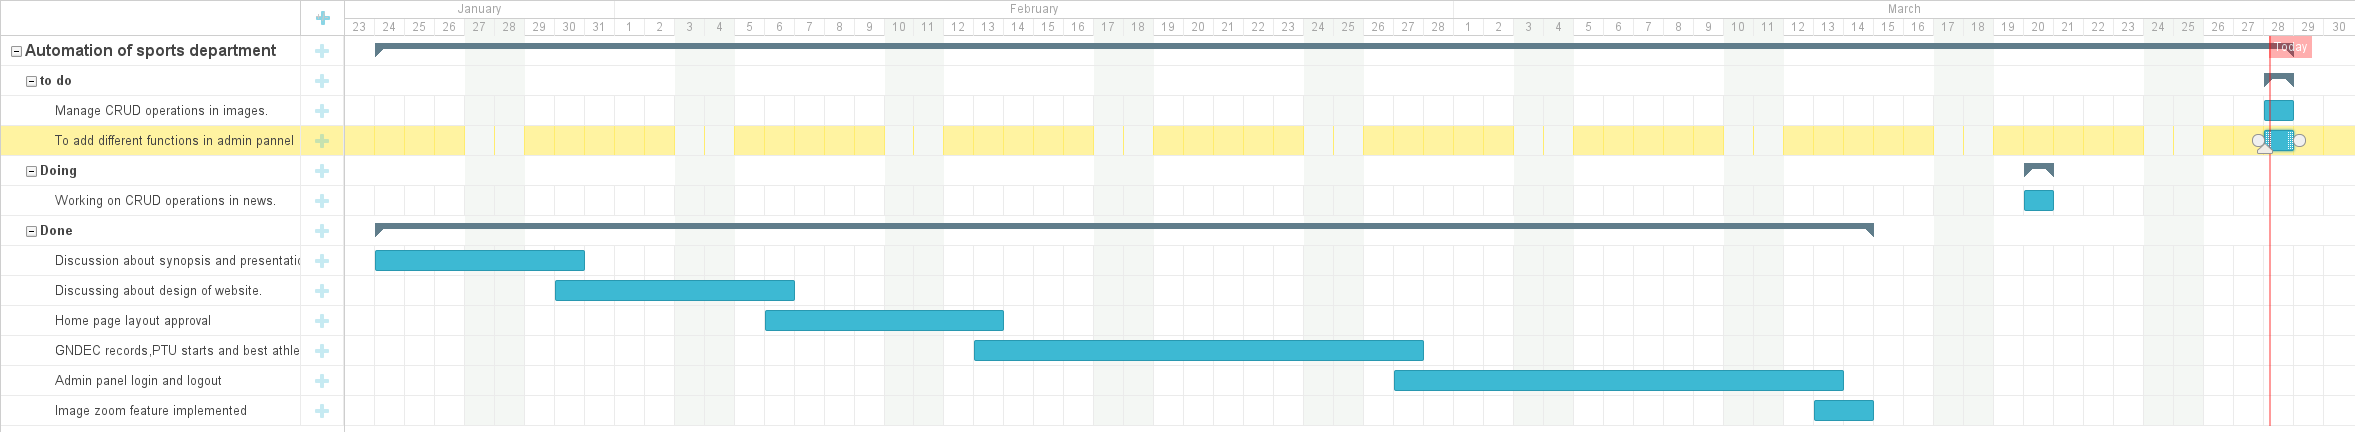 January February March
23 24 25 26 27 28 29 30 31 1 2 3 4 5 6 7 8 9 10 11 12 13 14 15 16 17 18 19 20 21 22 23 24 25 26 27 28 1 2 3 4 5 6 7 8 9 10 11 12 13 14 15 16 17 18 19 20 21 22 23 24 25 26 27 28 29 30
Automation of sports department
Today
to do
Manage CRUD operations in images.
To add different functions in admin pannel
Doing
Working on CRUD operations in news.
Done
Discussion about synopsis and presentatio
Discussing about design of website.
Home page layout approval
GNDEC records,PTU starts and best athle
Admin panel login and logout
Image zoom feature implemented